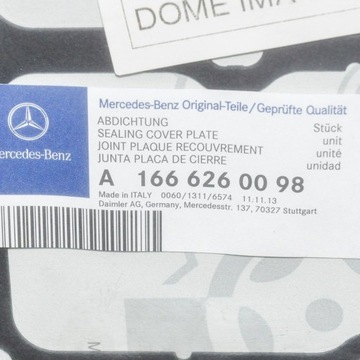 DOME IMA
Mercedes-Benz Original-Teile/Geprüfte Qualität
ABDICHTUNG
SEALING COVER PLATE
JOINT PLAQUE RECOUVREMENT
JUNTA PLACA DE CIERRE
Stück
unit
unité
unidad
ercedes-Benz
A 166 626 00 98
Made in ITALY 0060/1311/6574 11.11.13
Daimler AG, Germany, Mercedesstr. 137, 70327 Stuttgart
M